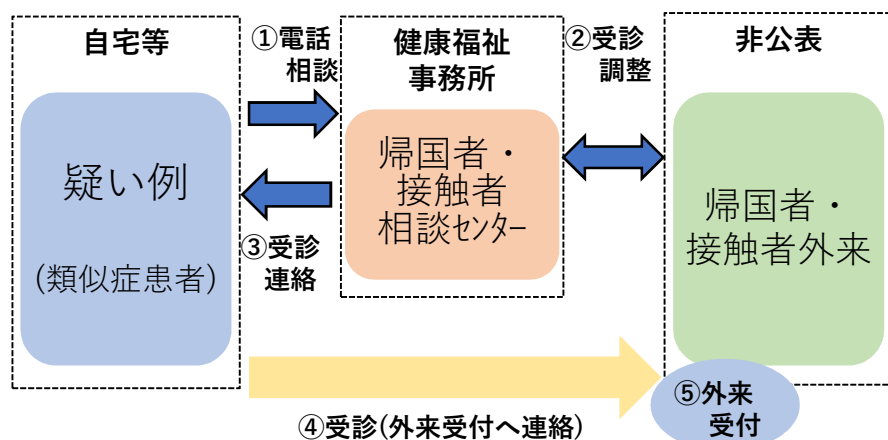 自宅等
疑い例
(類似症患者)
①電話
相談
健康福祉
事務所
帰国者・
接触者
相談ｾﾝﾀｰ
②受診
調整
③受診
連絡
非公表
帰国者・
接触者外来
④受診(外来受付へ連絡)
⑤外来
受付